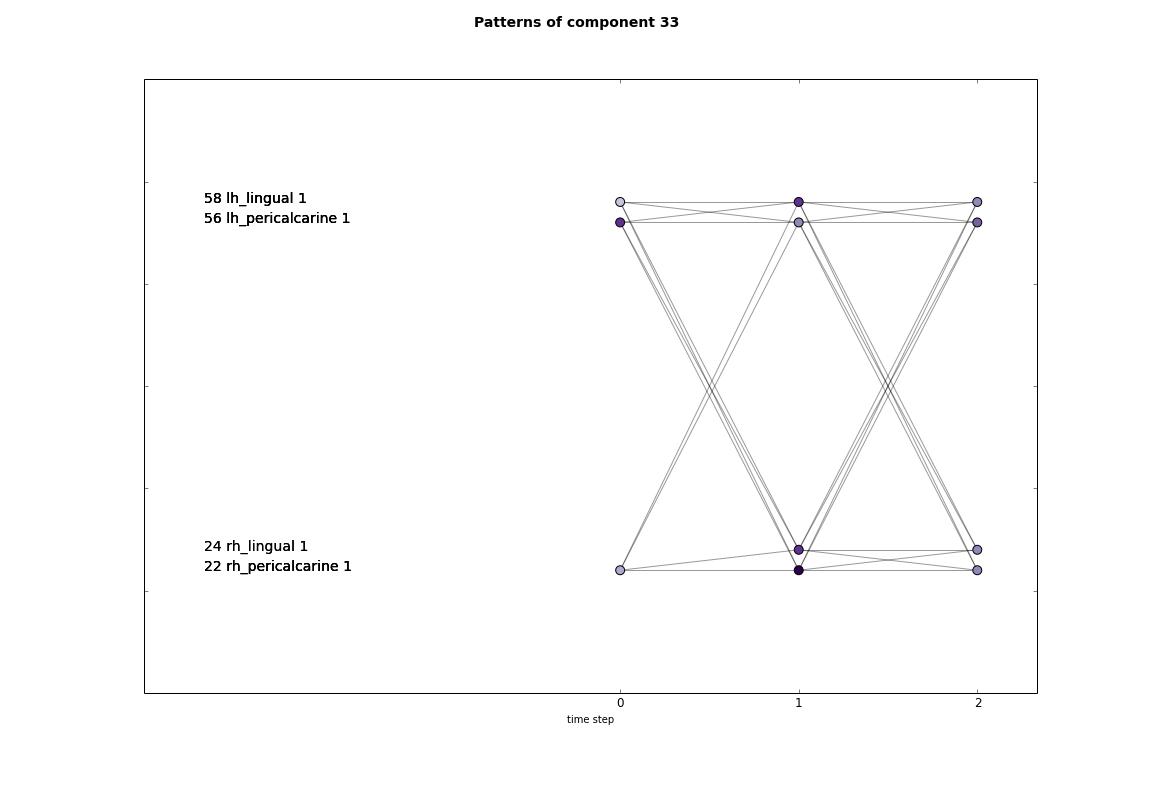 Patterns of component 33
58 lh_lingual 1
56 lh_pericalcarine 1
24 rh_lingual 1
22 rh_pericalcarine 1
0 1 2
time step